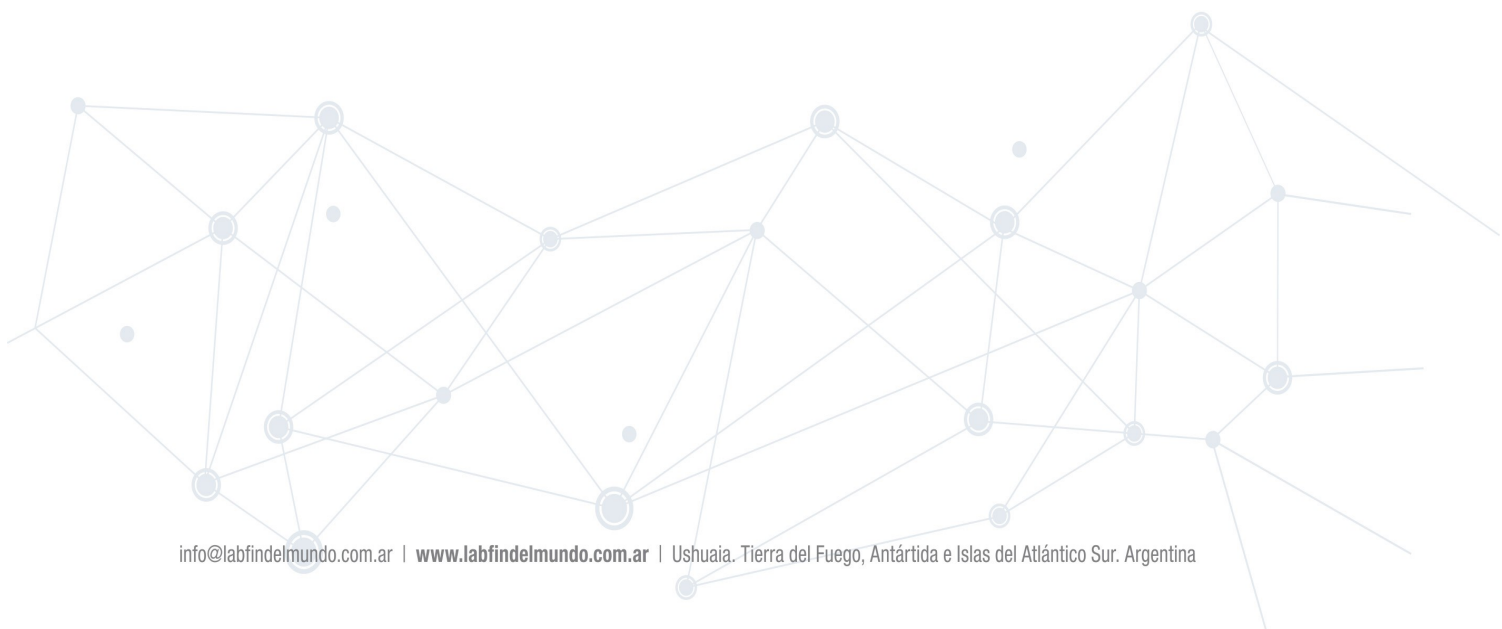 info@labfindelmundo.com.ar | www.labfindelmundo.com.ar | Ushuaia. Tierra del Fuego, Antártida e Islas del Atlántico Sur. Argentina